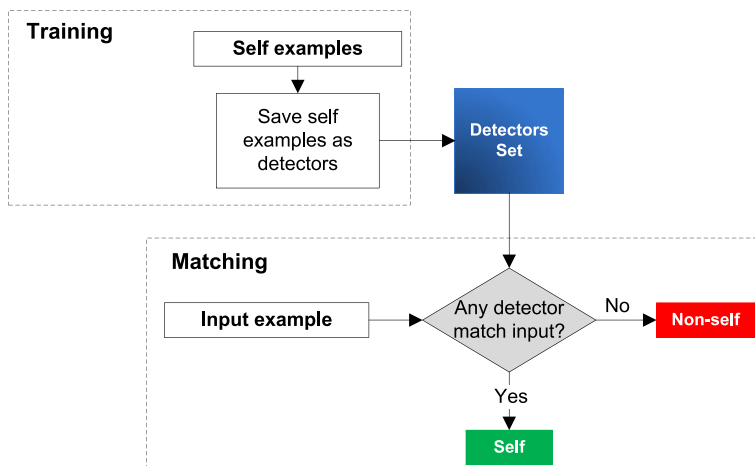 Training
Self examples
Save self
examples as
detectors
Detectors
Set
Matching
Input example
Any detector
match input?
No
Non-self
Yes
Self